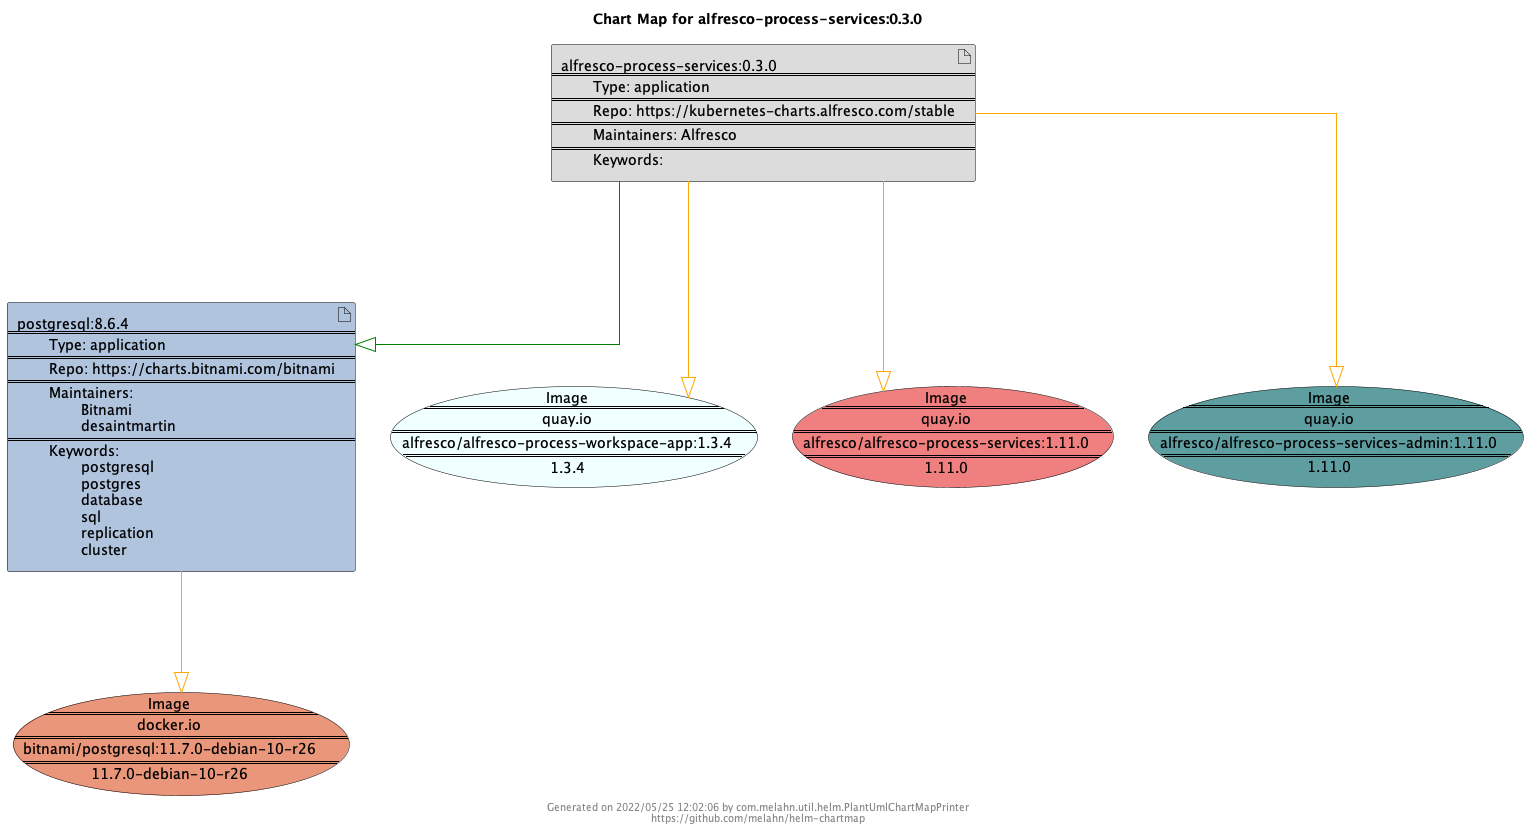 Chart Map for alfresco-process-services:0.3.0
alfresco-process-services:0.3.0
Type: application
Repo: https://kubernetes-charts.alfresco.com/stable
Maintainers: Alfresco
Keywords:
postgresql:8.6.4
Type: application
Repo: https://charts.bitnami.com/bitnami
Maintainers:
Bitnami
desaintmartin
Keywords:
postgresql
postgres
database
sql
replication
cluster
Image
quay.io
alfresco/alfresco-process-workspace-app:1.3.4
1.3.4
Image
quay.io
alfresco/alfresco-process-services:1.11.0
1.11.0
Image
quay.io
alfresco/alfresco-process-services-admin:1.11.0
1.11.0
Image
docker.io
bitnami/postgresql:11.7.0-debian-10-r26
11.7.0-debian-10-r26
Generated on 2022/05/25 12:02:06 by com.melahn.util.helm.PlantUmlChartMapPrinter
https://github.com/melahn/helm-chartmap